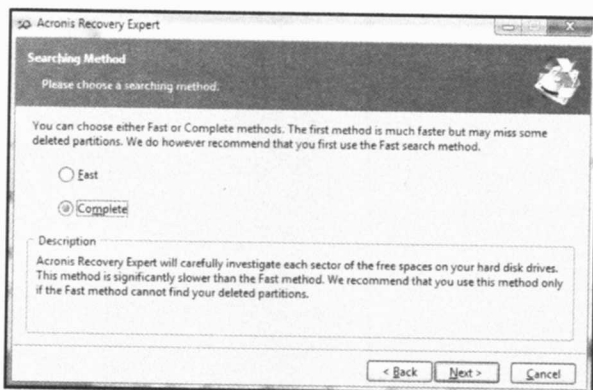 Acronis Recovery Expert
Searching Method
Please choose a searching method.
You can choose either Fast or Complete methods. The first method is much faster but may miss some
deleted partitions. We do however recommend that you first use the Fast search method.
Fast
Complete
Description
Acronis Recovery Expert will carefully investigate each sector of the free spaces on your hard disk drives.
This method is significantly slower than the Fast method. We recommend that you use this method only
if the Fast method cannot find your deleted partitions.
< Back Next > Cancel